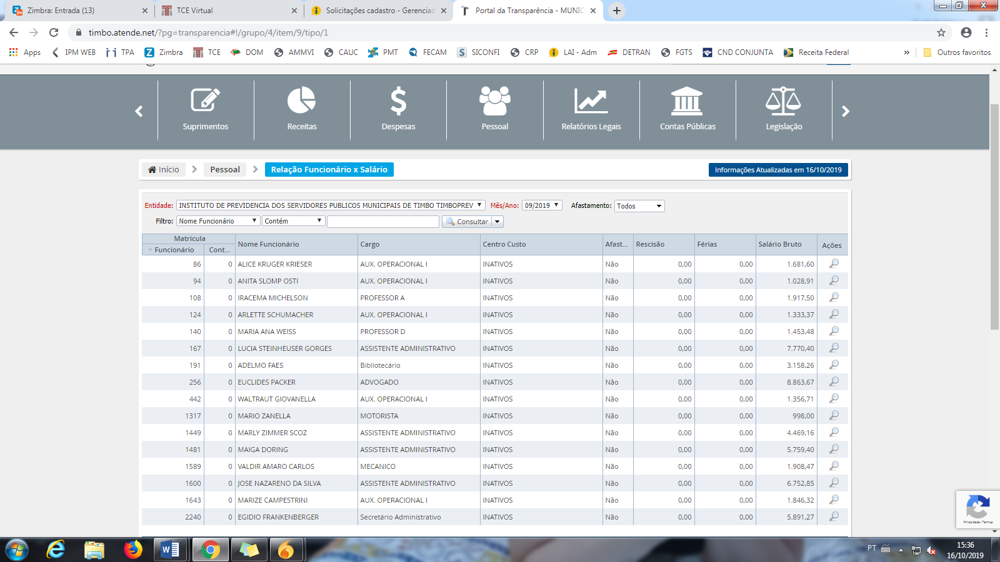 Zimbra: Entrada (13)
TCE Virtual
Solicitações cadastro - Gerenciad
Portal da Transparência - MUNIC
timbo.atende.net/?pg=transparencia#!/grupo/4/item/9/tipo/1
Apps IPM WEB TPA Zimbra TCE DOM AMMVI CAUC PMT FECAM SICONFI CRP LAI - Adm DETRAN FGTS CND CONJUNTA Receita Federal » Outros favoritos
Suprimentos Receitas Despesas Pessoal Relatórios Legais Contas Públicas Legislação
Início Pessoal Relação Funcionário x Salário Informações Atualizadas em 16/10/2019
Entidade: INSTITUTO DE PREVIDENCIA DOS SERVIDORES PUBLICOS MUNICIPAIS DE TIMBO TIMBOPREV Mês/Ano: 09/2019 Afastamento: Todos
Filtro: Nome Funcionário Contém Consultar
Matrícula
Funcionário Cont... Nome Funcionário Cargo Centro Custo Afast... Rescisão Férias Salário Bruto Ações
86 0 ALICE KRUGER KRIESER AUX. OPERACIONAL I INATIVOS Não 0,00 0,00 1.681,60
94 0 ANITA SLOMP OSTI AUX. OPERACIONAL I INATIVOS Não 0,00 0,00 1.028,91
108 0 IRACEMA MICHELSON PROFESSOR A INATIVOS Não 0,00 0,00 1.917,50
124 0 ARLETTE SCHUMACHER AUX. OPERACIONAL I INATIVOS Não 0,00 0,00 1.333,37
140 0 MARIA ANA WEISS PROFESSOR D INATIVOS Não 0,00 0,00 1.453,48
167 0 LUCIA STEINHEUSER GORGES ASSISTENTE ADMINISTRATIVO INATIVOS Não 0,00 0,00 7.770,40
191 0 ADELMO FAES Bibliotecário INATIVOS Não 0,00 0,00 3.158,26
256 0 EUCLIDES PACKER ADVOGADO INATIVOS Não 0,00 0,00 8.863,67
442 0 WALTRAUT GIOVANELLA AUX. OPERACIONAL I INATIVOS Não 0,00 0,00 1.356,71
1317 0 MARIO ZANELLA MOTORISTA INATIVOS Não 0,00 0,00 998,00
1449 0 MARLY ZIMMER SCOZ ASSISTENTE ADMINISTRATIVO INATIVOS Não 0,00 0,00 4.469,16
1481 0 MAIGA DORING ASSISTENTE ADMINISTRATIVO INATIVOS Não 0,00 0,00 5.759,40
1589 0 VALDIR AMARO CARLOS MECANICO INATIVOS Não 0,00 0,00 1.908,47
1600 0 JOSE NAZARENO DA SILVA ASSISTENTE ADMINISTRATIVO INATIVOS Não 0,00 0,00 6.752,85
1643 0 MARIZE CAMPESTRINI AUX. OPERACIONAL I INATIVOS Não 0,00 0,00 1.846,32
2240 0 EGIDIO FRANKENBERGER Secretário Administrativo INATIVOS Não 0,00 0,00 5.891,27
Privacidade - Termos
PT 15:36
16/10/2019